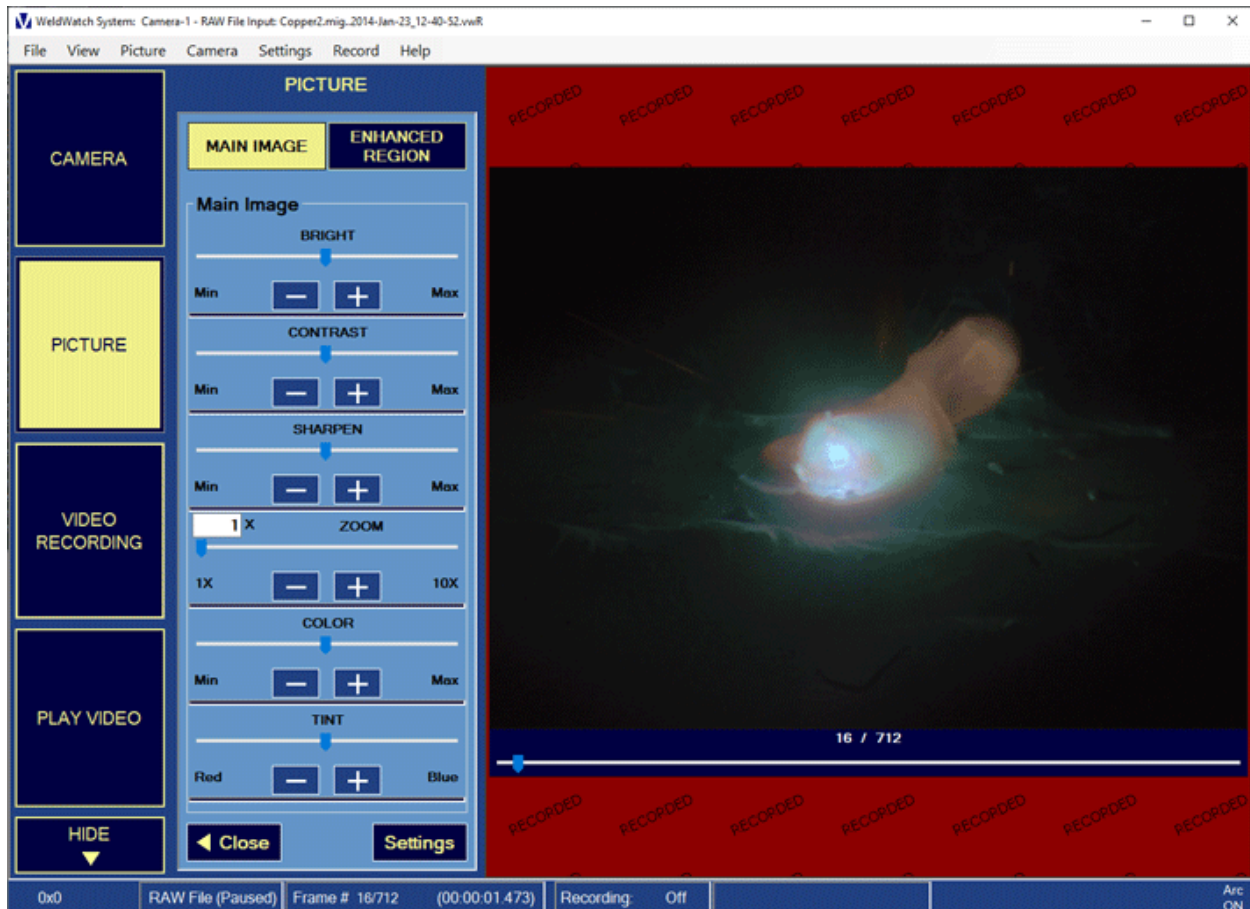 WeldWatch System: Camera-1 - RAW File Input: Copper2.mig..2014-Jan-23_12-40-52.vwR
File View Picture Camera Settings Record Help
CAMERA
PICTURE
VIDEO
RECORDING
PLAY VIDEO
HIDE
PICTURE
MAIN IMAGE
ENHANCED
REGION
Main Image
BRIGHT
Min Max
CONTRAST
Min Max
SHARPEN
Min Max
1 X ZOOM
1X 10X
COLOR
Min Max
TINT
Red Blue
Close Settings
RECORDED RECORDED RECORDED RECORDED RECORDED RECORDED RECORDED
16 / 712
RECORDED RECORDED RECORDED RECORDED RECORDED RECORDED RECORDED
0x0 RAW File (Paused) Frame # 16/712 (00:00:01.473) Recording: Off Arc
ON